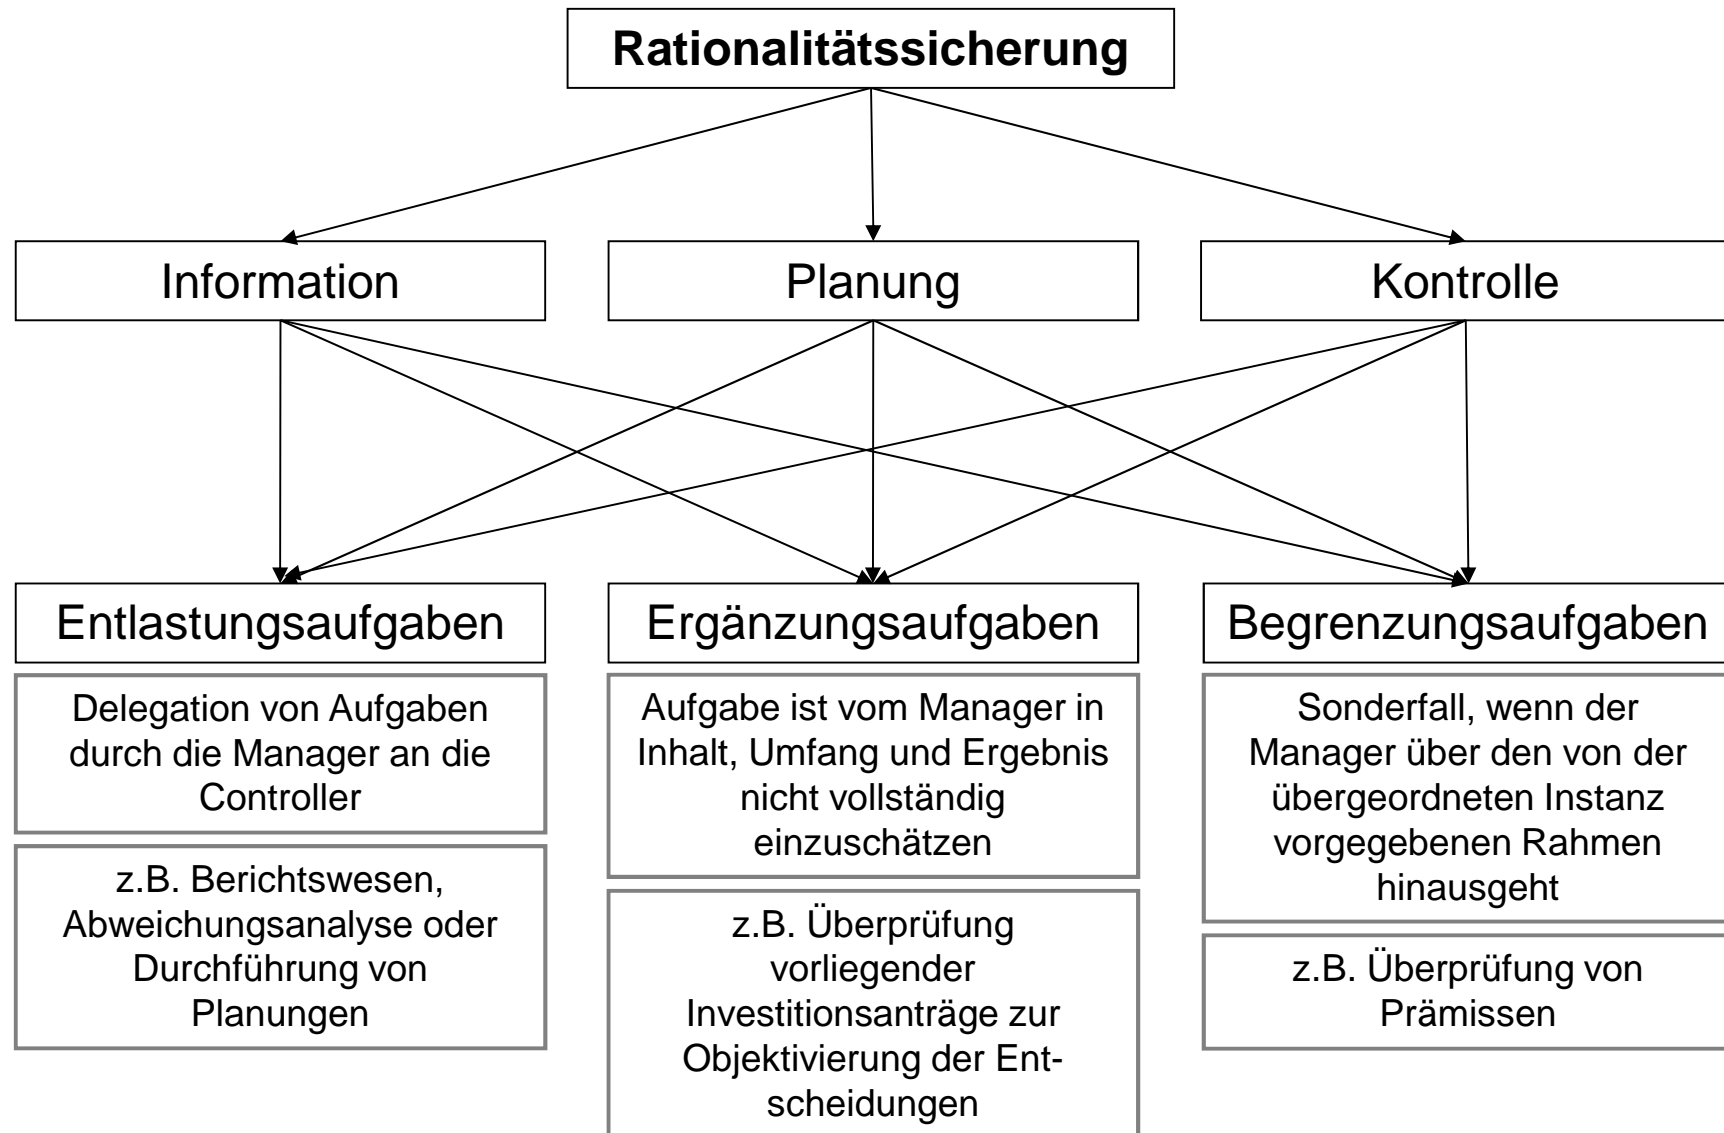 Rationalitätssicherung
Information
Planung
Kontrolle
Entlastungsaufgaben
Delegation von Aufgaben
durch die Manager an die
Controller
z.B. Berichtswesen,
Abweichungsanalyse oder
Durchführung von
Planungen
Ergänzungsaufgaben
Aufgabe ist vom Manager in
Inhalt, Umfang und Ergebnis
nicht vollständig
einzuschätzen
z.B. Überprüfung
vorliegender
Investitionsanträge zur
Objektivierung der Ent-
scheidungen
Begrenzungsaufgaben
Sonderfall, wenn der
Manager über den von der
übergeordneten Instanz
vorgegebenen Rahmen
hinausgeht
z.B. Überprüfung von
Prämissen